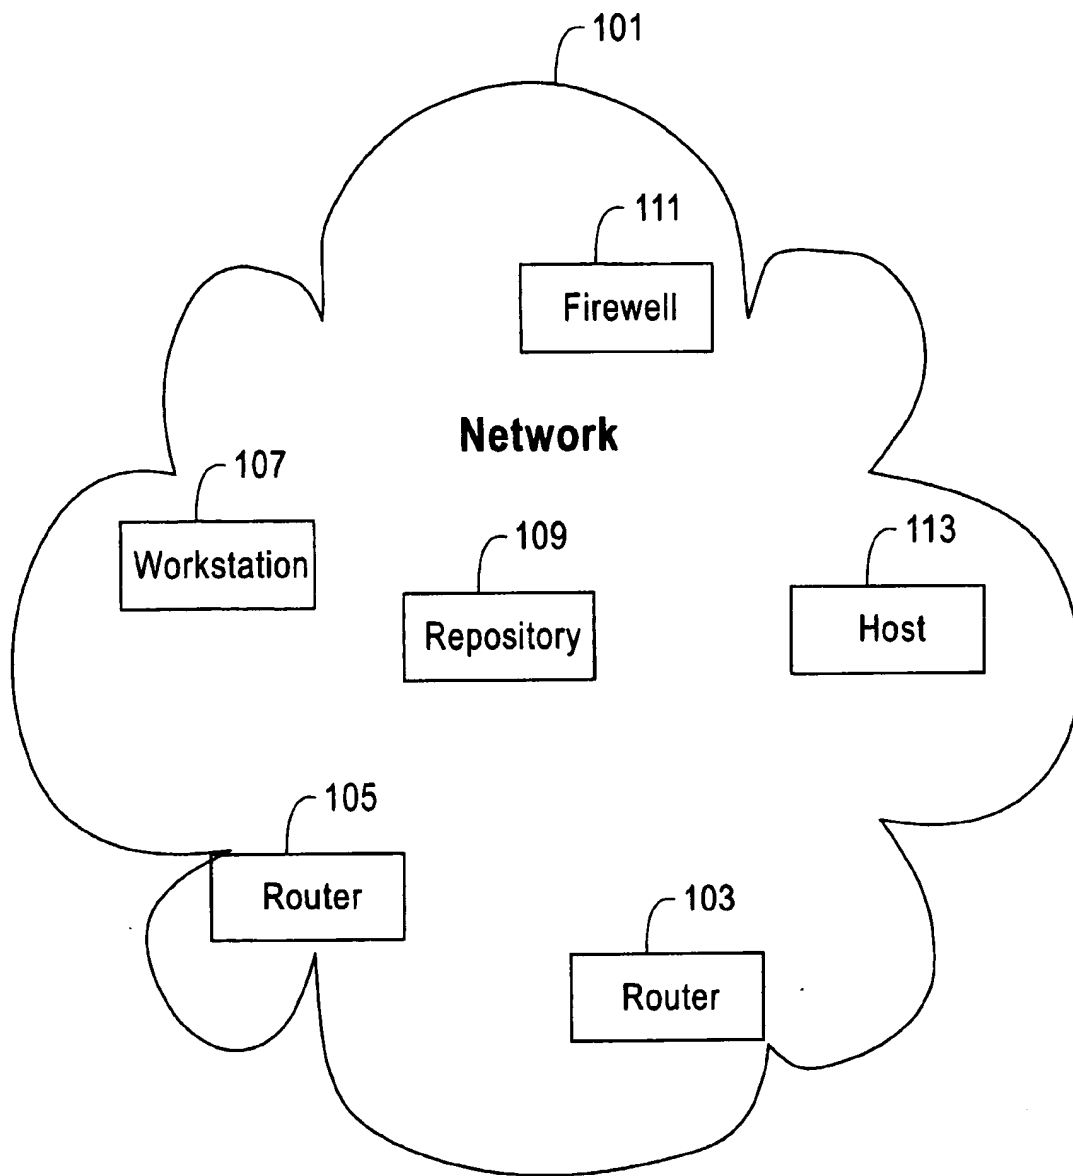 101
111
Firewell
Network
107
Workstation
109
Repository
113
Host
105
Router
103
Router